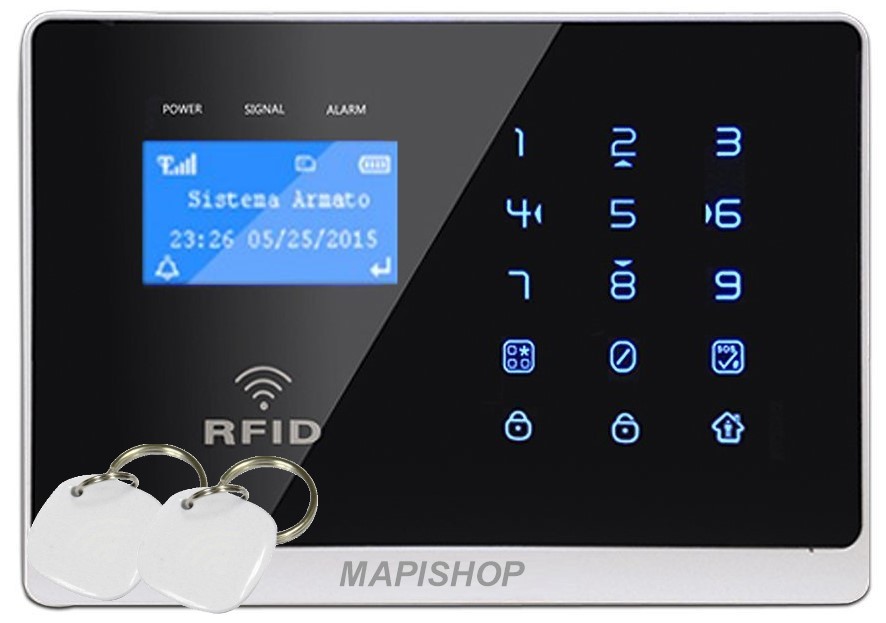 POWER SIGNAL ALARM
Sistema Armato
23:26 05/25/2015
RFID
1 2 3
4 5 6
7 8 9
* 0 SOS
MAPISHOP